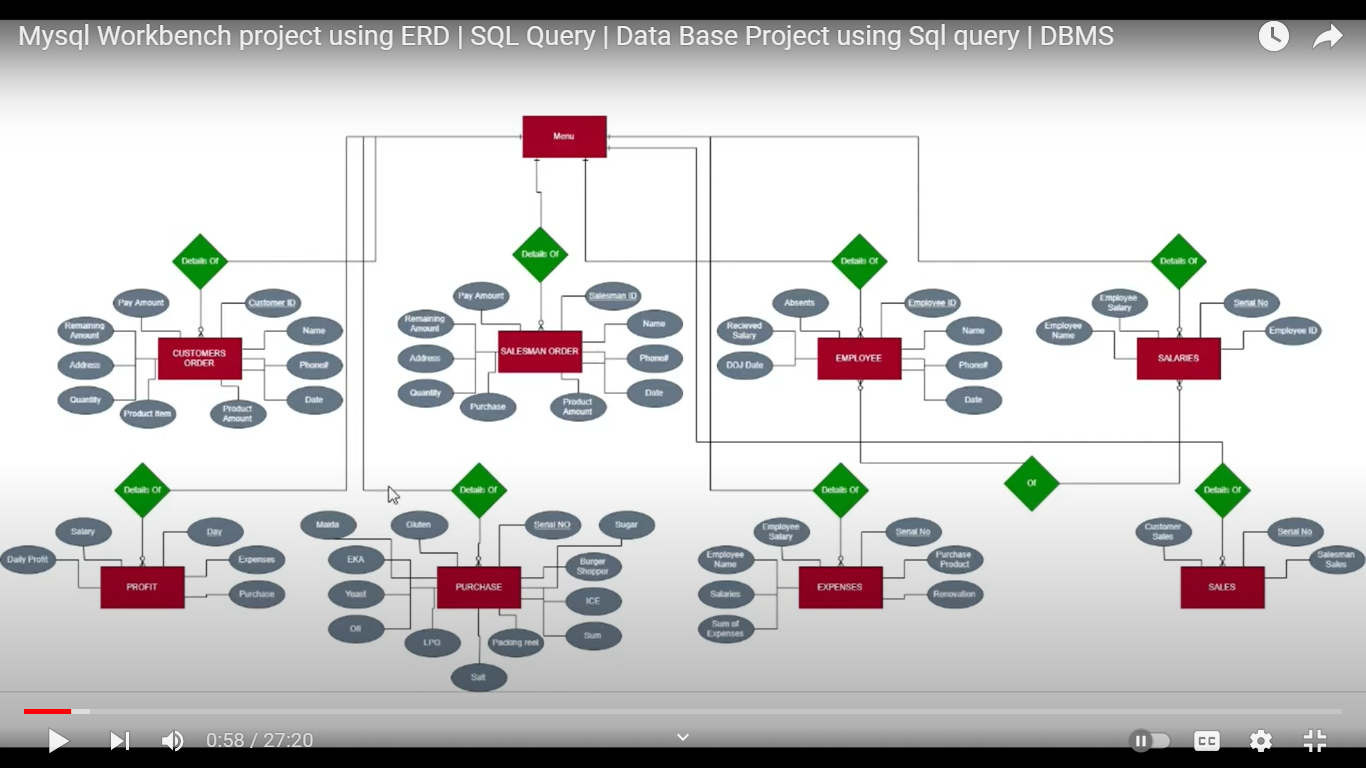 Mysql Workbench project using ERD | SQL Query | Data Base Project using Sql query | DBMS
Menu
Details Of
Details Of
Details Of
Details Of
Pay Amount
Customer ID
Remaining
Amount
Name
Address
CUSTOMERS
ORDER
Phone#
Quantity
Product Item
Product
Amount
Date
Pay Amount
Salesman ID
Remaining
Amount
Name
Address
SALESMAN ORDER
Phone#
Quantity
Purchase
Product
Amount
Date
Absents
Employee ID
Recieved
Salary
Name
DOJ Date
EMPLOYEE
Phone#
Date
Employee
Salary
Serial No
Employee
Name
Employee ID
SALARIES
Details Of
Details Of
Details Of
Of
Details Of
Salary
Day
Daily Profit
Expenses
PROFIT
Purchase
Maida
Gluten
Serial NO
Sugar
EKA
Burger
Shopper
Yeast
PURCHASE
ICE
Oil
LPG
Packing reel
Sum
Salt
Employee
Salary
Serial No
Employee
Name
Purchase
Product
Salaries
EXPENSES
Renovation
Sum of
Expenses
Customer
Sales
Serial No
Salesman
Sales
SALES
0:58 / 27:20
CC